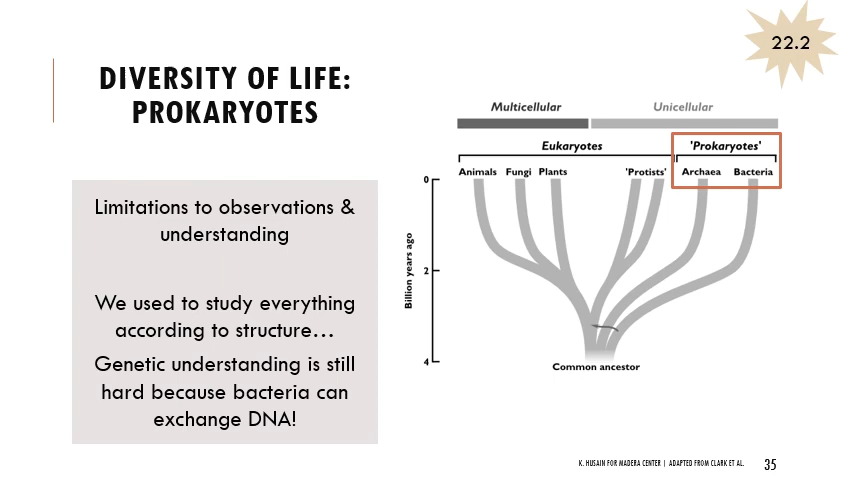 22.2
DIVERSITY OF LIFE:
PROKARYOTES
Limitations to observations &
understanding
We used to study everything
according to structure...
Genetic understanding is still
hard because bacteria can
exchange DNA!
Multicellular Unicellular
Eukaryotes 'Prokaryotes'
Animals Fungi Plants 'Protists' Archaea Bacteria
0
2
4
Billion years ago
Common ancestor
K. HUSAIN FOR MADERA CENTER | ADAPTED FROM CLARK ET AL. 35